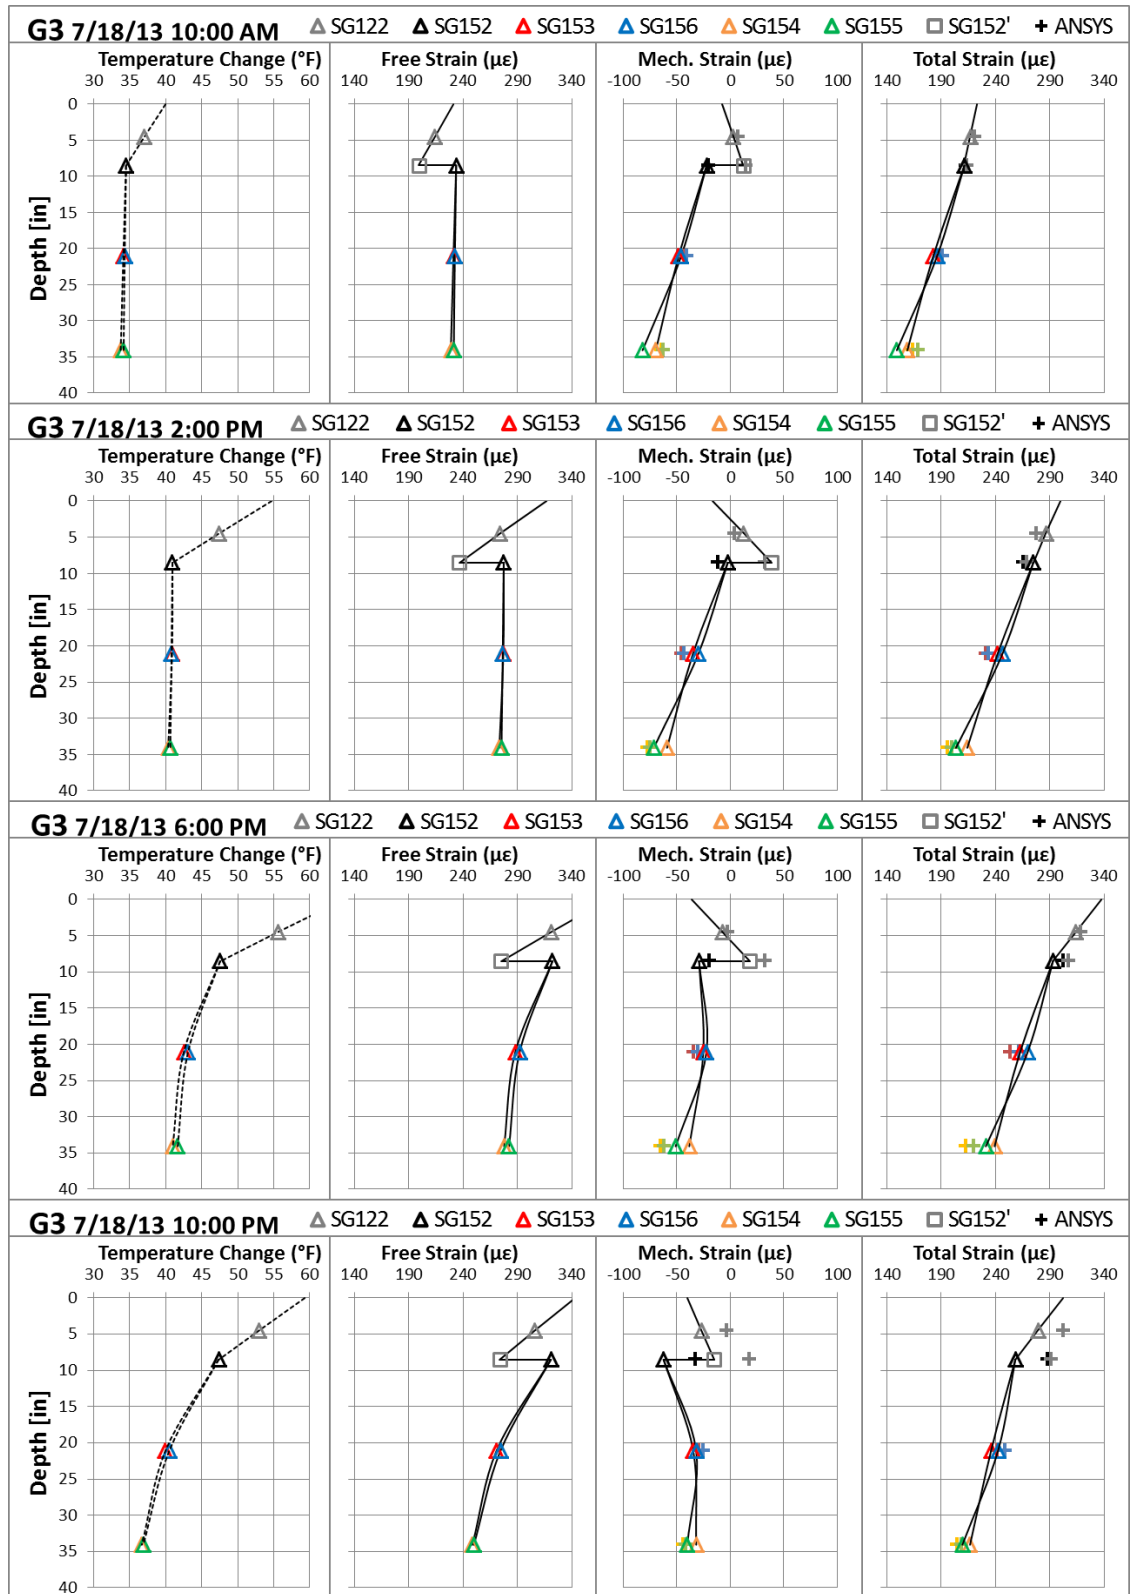 G3 7/18/13 10:00 AM SG122 SG152 SG153 SG156 SG154 SG155 SG152' + ANSYS
Temperature Change (°F) Free Strain (με) Mech. Strain (με) Total Strain (με)
30 35 40 45 50 55 60 140 190 240 290 340 -100 -50 0 50 100 140 190 240 290 340
0
5
10
15
20
25
30
35
40
Depth [in]
G3 7/18/13 2:00 PM SG122 SG152 SG153 SG156 SG154 SG155 SG152' + ANSYS
Temperature Change (°F) Free Strain (με) Mech. Strain (με) Total Strain (με)
30 35 40 45 50 55 60 140 190 240 290 340 -100 -50 0 50 100 140 190 240 290 340
0
5
10
15
20
25
30
35
40
Depth [in]
G3 7/18/13 6:00 PM SG122 SG152 SG153 SG156 SG154 SG155 SG152' + ANSYS
Temperature Change (°F) Free Strain (με) Mech. Strain (με) Total Strain (με)
30 35 40 45 50 55 60 140 190 240 290 340 -100 -50 0 50 100 140 190 240 290 340
0
5
10
15
20
25
30
35
40
Depth [in]
G3 7/18/13 10:00 PM SG122 SG152 SG153 SG156 SG154 SG155 SG152' + ANSYS
Temperature Change (°F) Free Strain (με) Mech. Strain (με) Total Strain (με)
30 35 40 45 50 55 60 140 190 240 290 340 -100 -50 0 50 100 140 190 240 290 340
0
5
10
15
20
25
30
35
40
Depth [in]